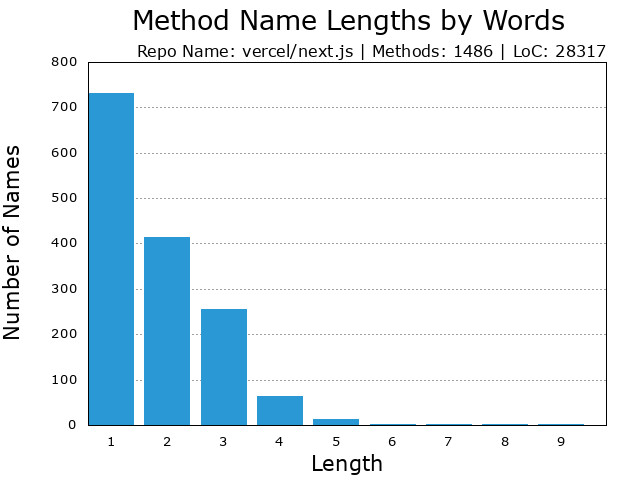 Method Name Lengths by Words
Repo Name: vercel/next.js | Methods: 1486 | LoC: 28317
Number of Names
800
700
600
500
400
300
200
100
0
1 2 3 4 5 6 7 8 9
Length